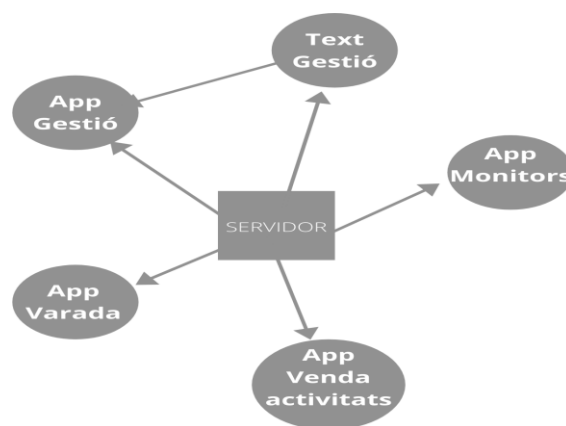 Text
Gestió
App
Gestió
App
Monitors
SERVIDOR
App
Varada
App
Venda
activitats